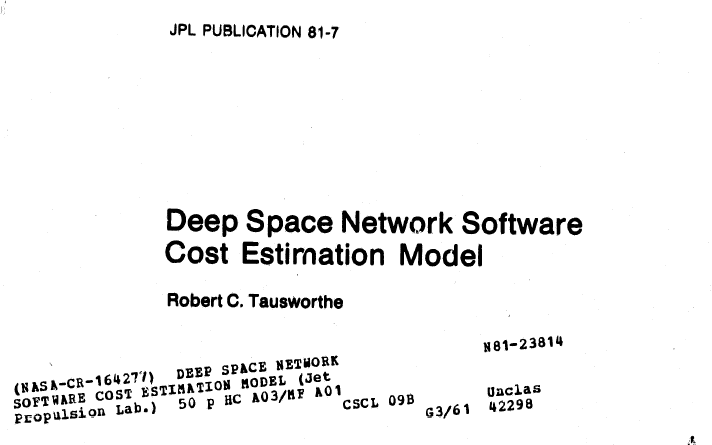 JPL PUBLICATION 81-7
Deep Space Network Software
Cost Estimation Model
Robert C. Tausworthe
N81-23814
(NASA-CR-164277) DEEP SPACE NETWORK
SOFTWARE COST ESTIMATION MODEL (Jet
Propulsion Lab.) 50 p HC A03/MF A01
CSCL 09B
Unclas
G3/61 42298